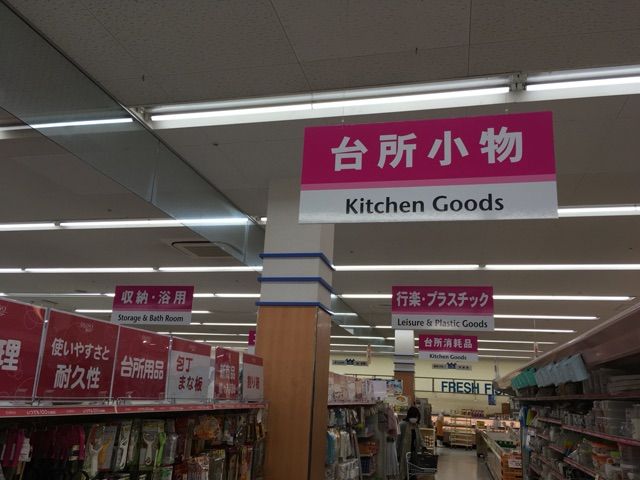 台所小物
Kitchen Goods
収納・浴用
Storage & Bath Room
行楽・プラスチック
Leisure & Plastic Goods
台所消耗品
Kitchen Goods
FRESH F
理
使いやすさと
耐久性
台所用品
包丁
まな板